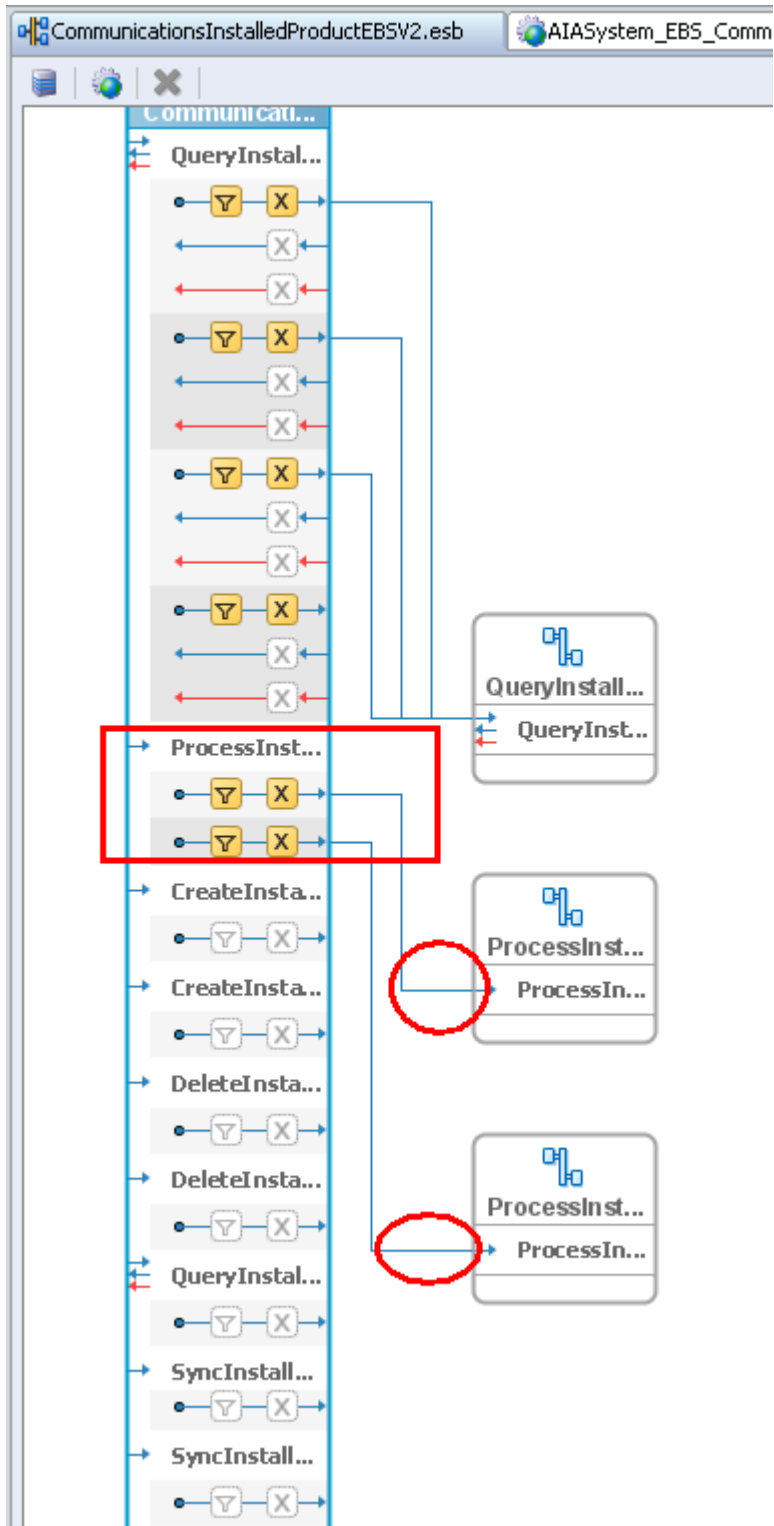 CommunicationsInstalledProductEBSV2.esb
AIASystem_EBS_Comm
Communicati...
QueryInstal...
X
X
X
X
X
X
X
X
X
X
X
X
QueryInstall...
QueryInst...
ProcessInst...
X
X
CreateInsta...
X
ProcessInst...
ProcessIn...
CreateInsta...
X
DeleteInsta...
X
DeleteInsta...
X
ProcessInst...
ProcessIn...
QueryInstal...
X
SyncInstall...
X
SyncInstall...
X